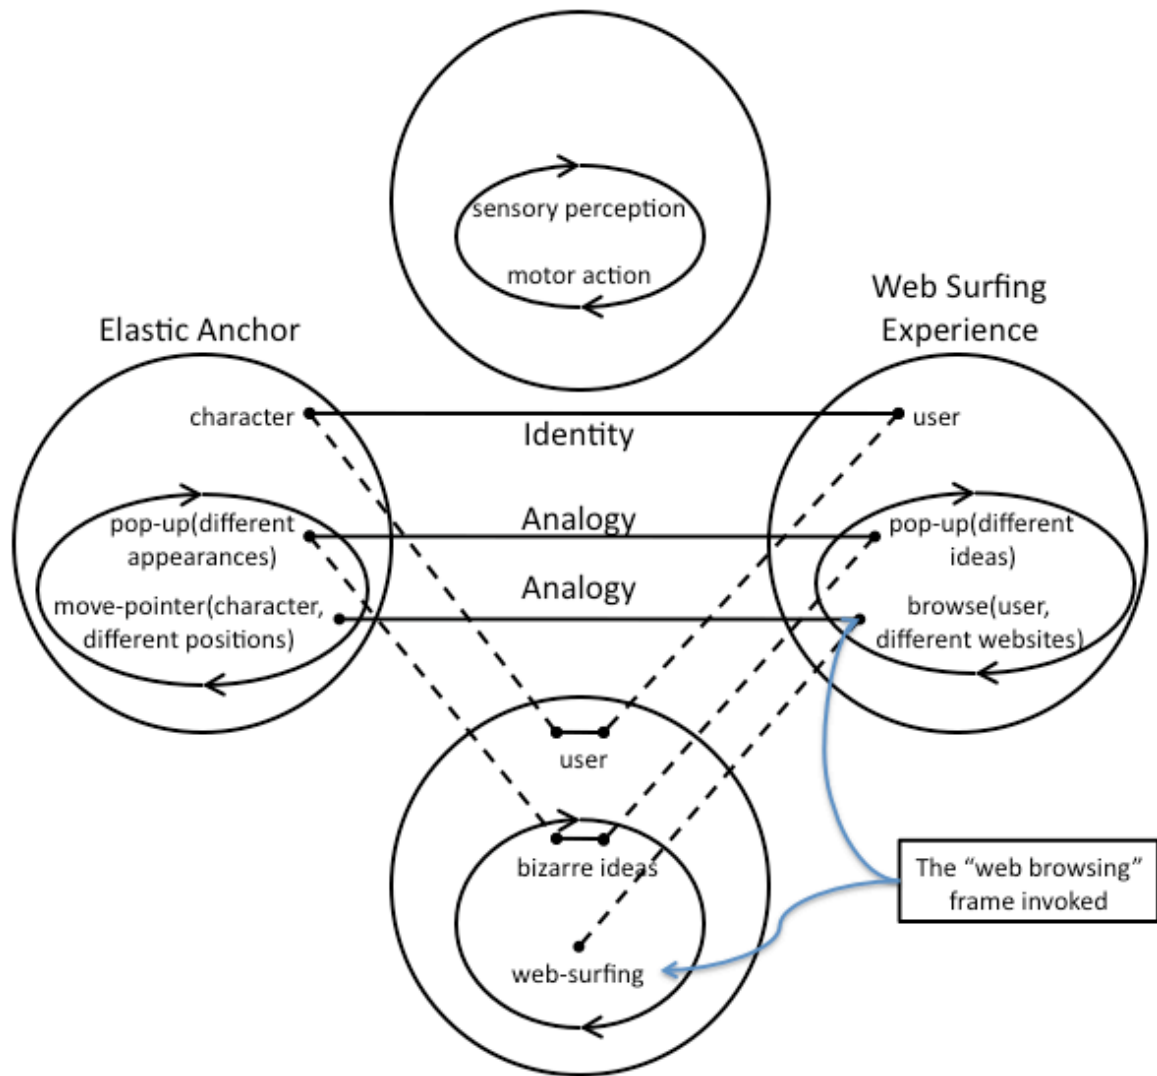 sensory perception
motor action
Elastic Anchor
Web Surfing
Experience
character
Identity
user
pop-up(different
appearances)
Analogy
pop-up(different
ideas)
move-pointer(character,
different positions)
Analogy
browse(user,
different websites)
user
bizarre ideas
web-surfing
The “web browsing”
frame invoked